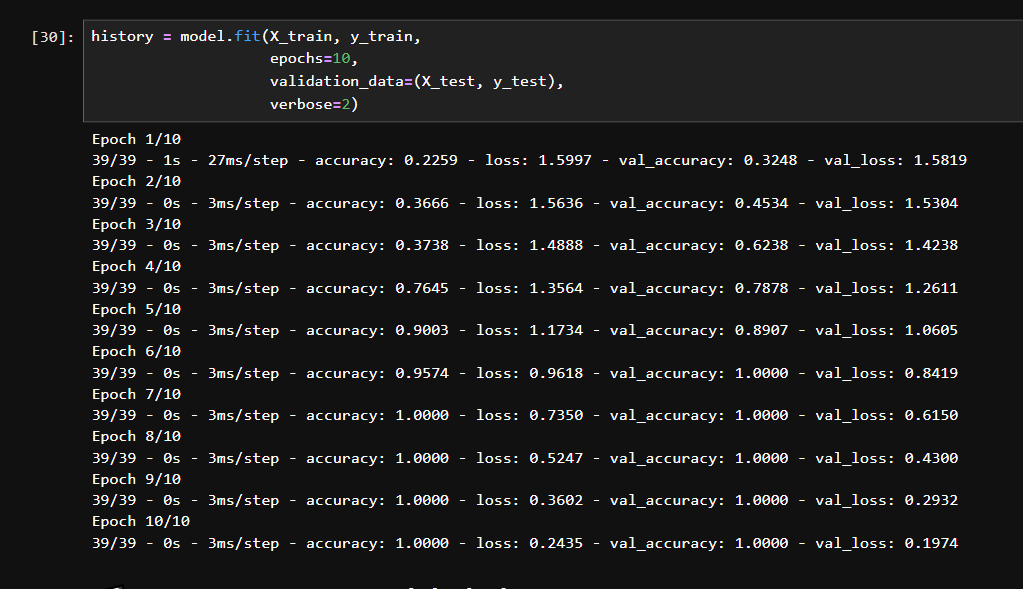 [30]: history = model.fit(X_train, y_train,
epochs=10,
validation_data=(X_test, y_test),
verbose=2)
Epoch 1/10
39/39 - 1s - 27ms/step - accuracy: 0.2259 - loss: 1.5997 - val_accuracy: 0.3248 - val_loss: 1.5819
Epoch 2/10
39/39 - 0s - 3ms/step - accuracy: 0.3666 - loss: 1.5636 - val_accuracy: 0.4534 - val_loss: 1.5304
Epoch 3/10
39/39 - 0s - 3ms/step - accuracy: 0.3738 - loss: 1.4888 - val_accuracy: 0.6238 - val_loss: 1.4238
Epoch 4/10
39/39 - 0s - 3ms/step - accuracy: 0.7645 - loss: 1.3564 - val_accuracy: 0.7878 - val_loss: 1.2611
Epoch 5/10
39/39 - 0s - 3ms/step - accuracy: 0.9003 - loss: 1.1734 - val_accuracy: 0.8907 - val_loss: 1.0605
Epoch 6/10
39/39 - 0s - 3ms/step - accuracy: 0.9574 - loss: 0.9618 - val_accuracy: 1.0000 - val_loss: 0.8419
Epoch 7/10
39/39 - 0s - 3ms/step - accuracy: 1.0000 - loss: 0.7350 - val_accuracy: 1.0000 - val_loss: 0.6150
Epoch 8/10
39/39 - 0s - 3ms/step - accuracy: 1.0000 - loss: 0.5247 - val_accuracy: 1.0000 - val_loss: 0.4300
Epoch 9/10
39/39 - 0s - 3ms/step - accuracy: 1.0000 - loss: 0.3602 - val_accuracy: 1.0000 - val_loss: 0.2932
Epoch 10/10
39/39 - 0s - 3ms/step - accuracy: 1.0000 - loss: 0.2435 - val_accuracy: 1.0000 - val_loss: 0.1974